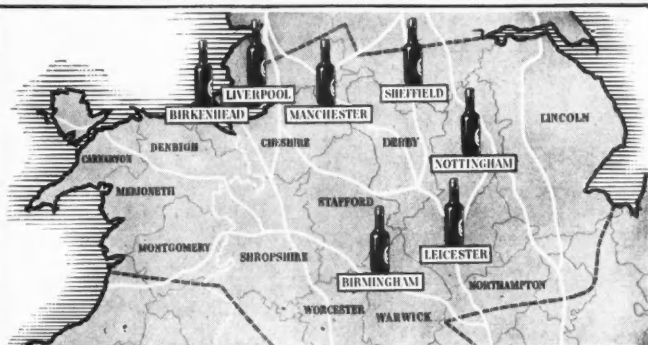 LIVERPOOL
SHEFFIELD
BIRKENHEAD
MANCHESTER
LINCOLN
CARNARVON
DENBIGH
CHESHIRE
DERBY
NOTTINGHAM
MERIONETH
STAFFORD
MONTGOMERY
SHROPSHIRE
LEICESTER
BIRMINGHAM
NORTHAMPTON
WORCESTER
WARWICK